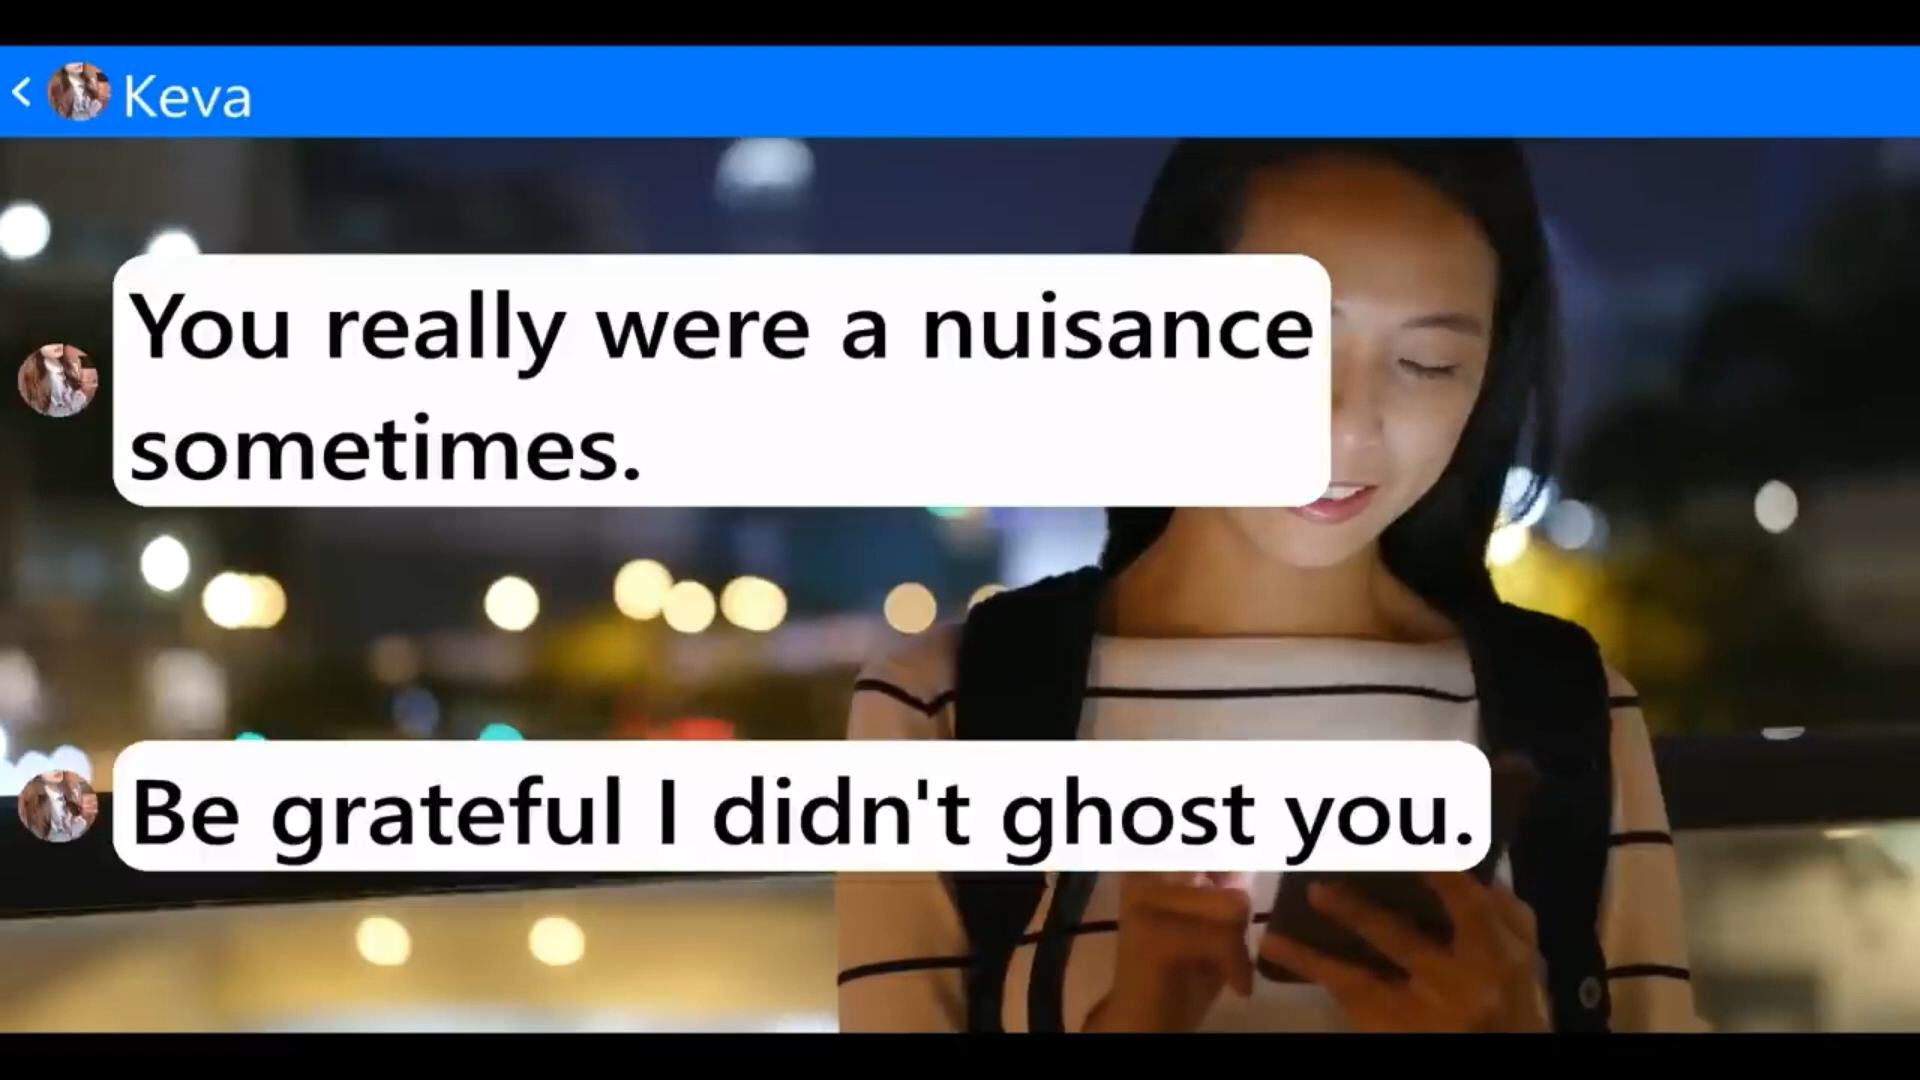 Keva
You really were a nuisance
sometimes.
Be grateful I didn't ghost you.